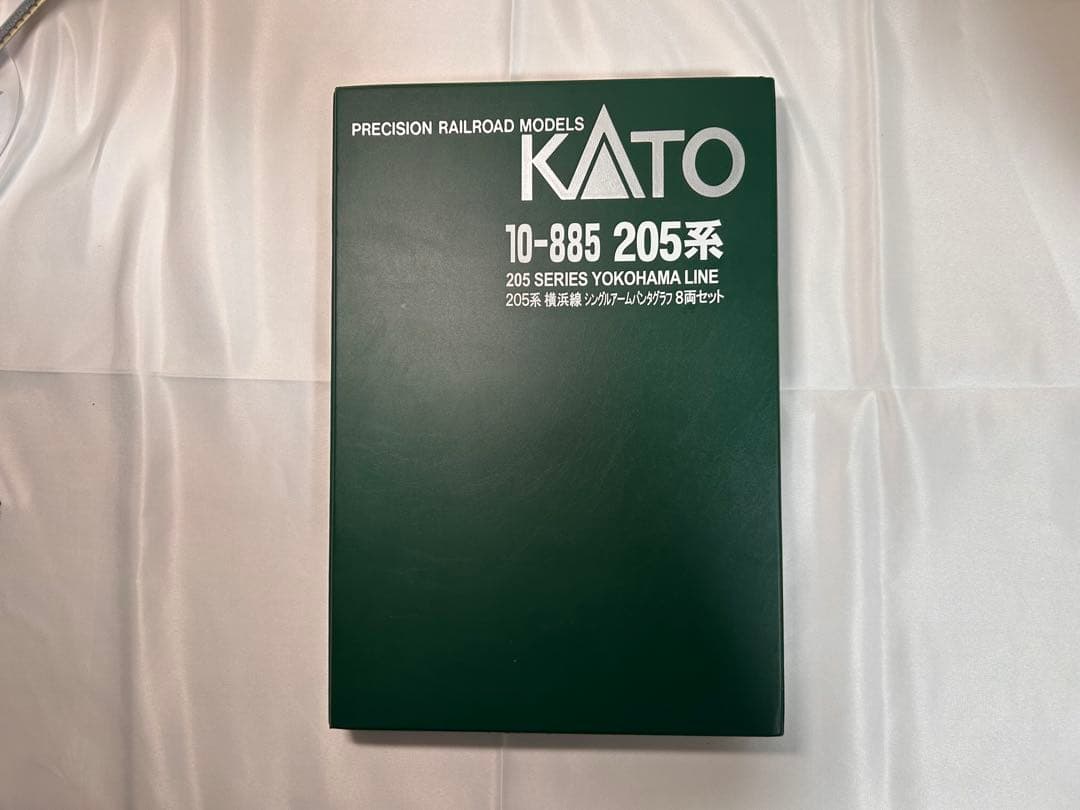 PRECISION RAILROAD MODELS
KATO
10-885 205系
205 SERIES YOKOHAMA LINE
205系 横浜線 シングルアームパンタグラフ 8両セット